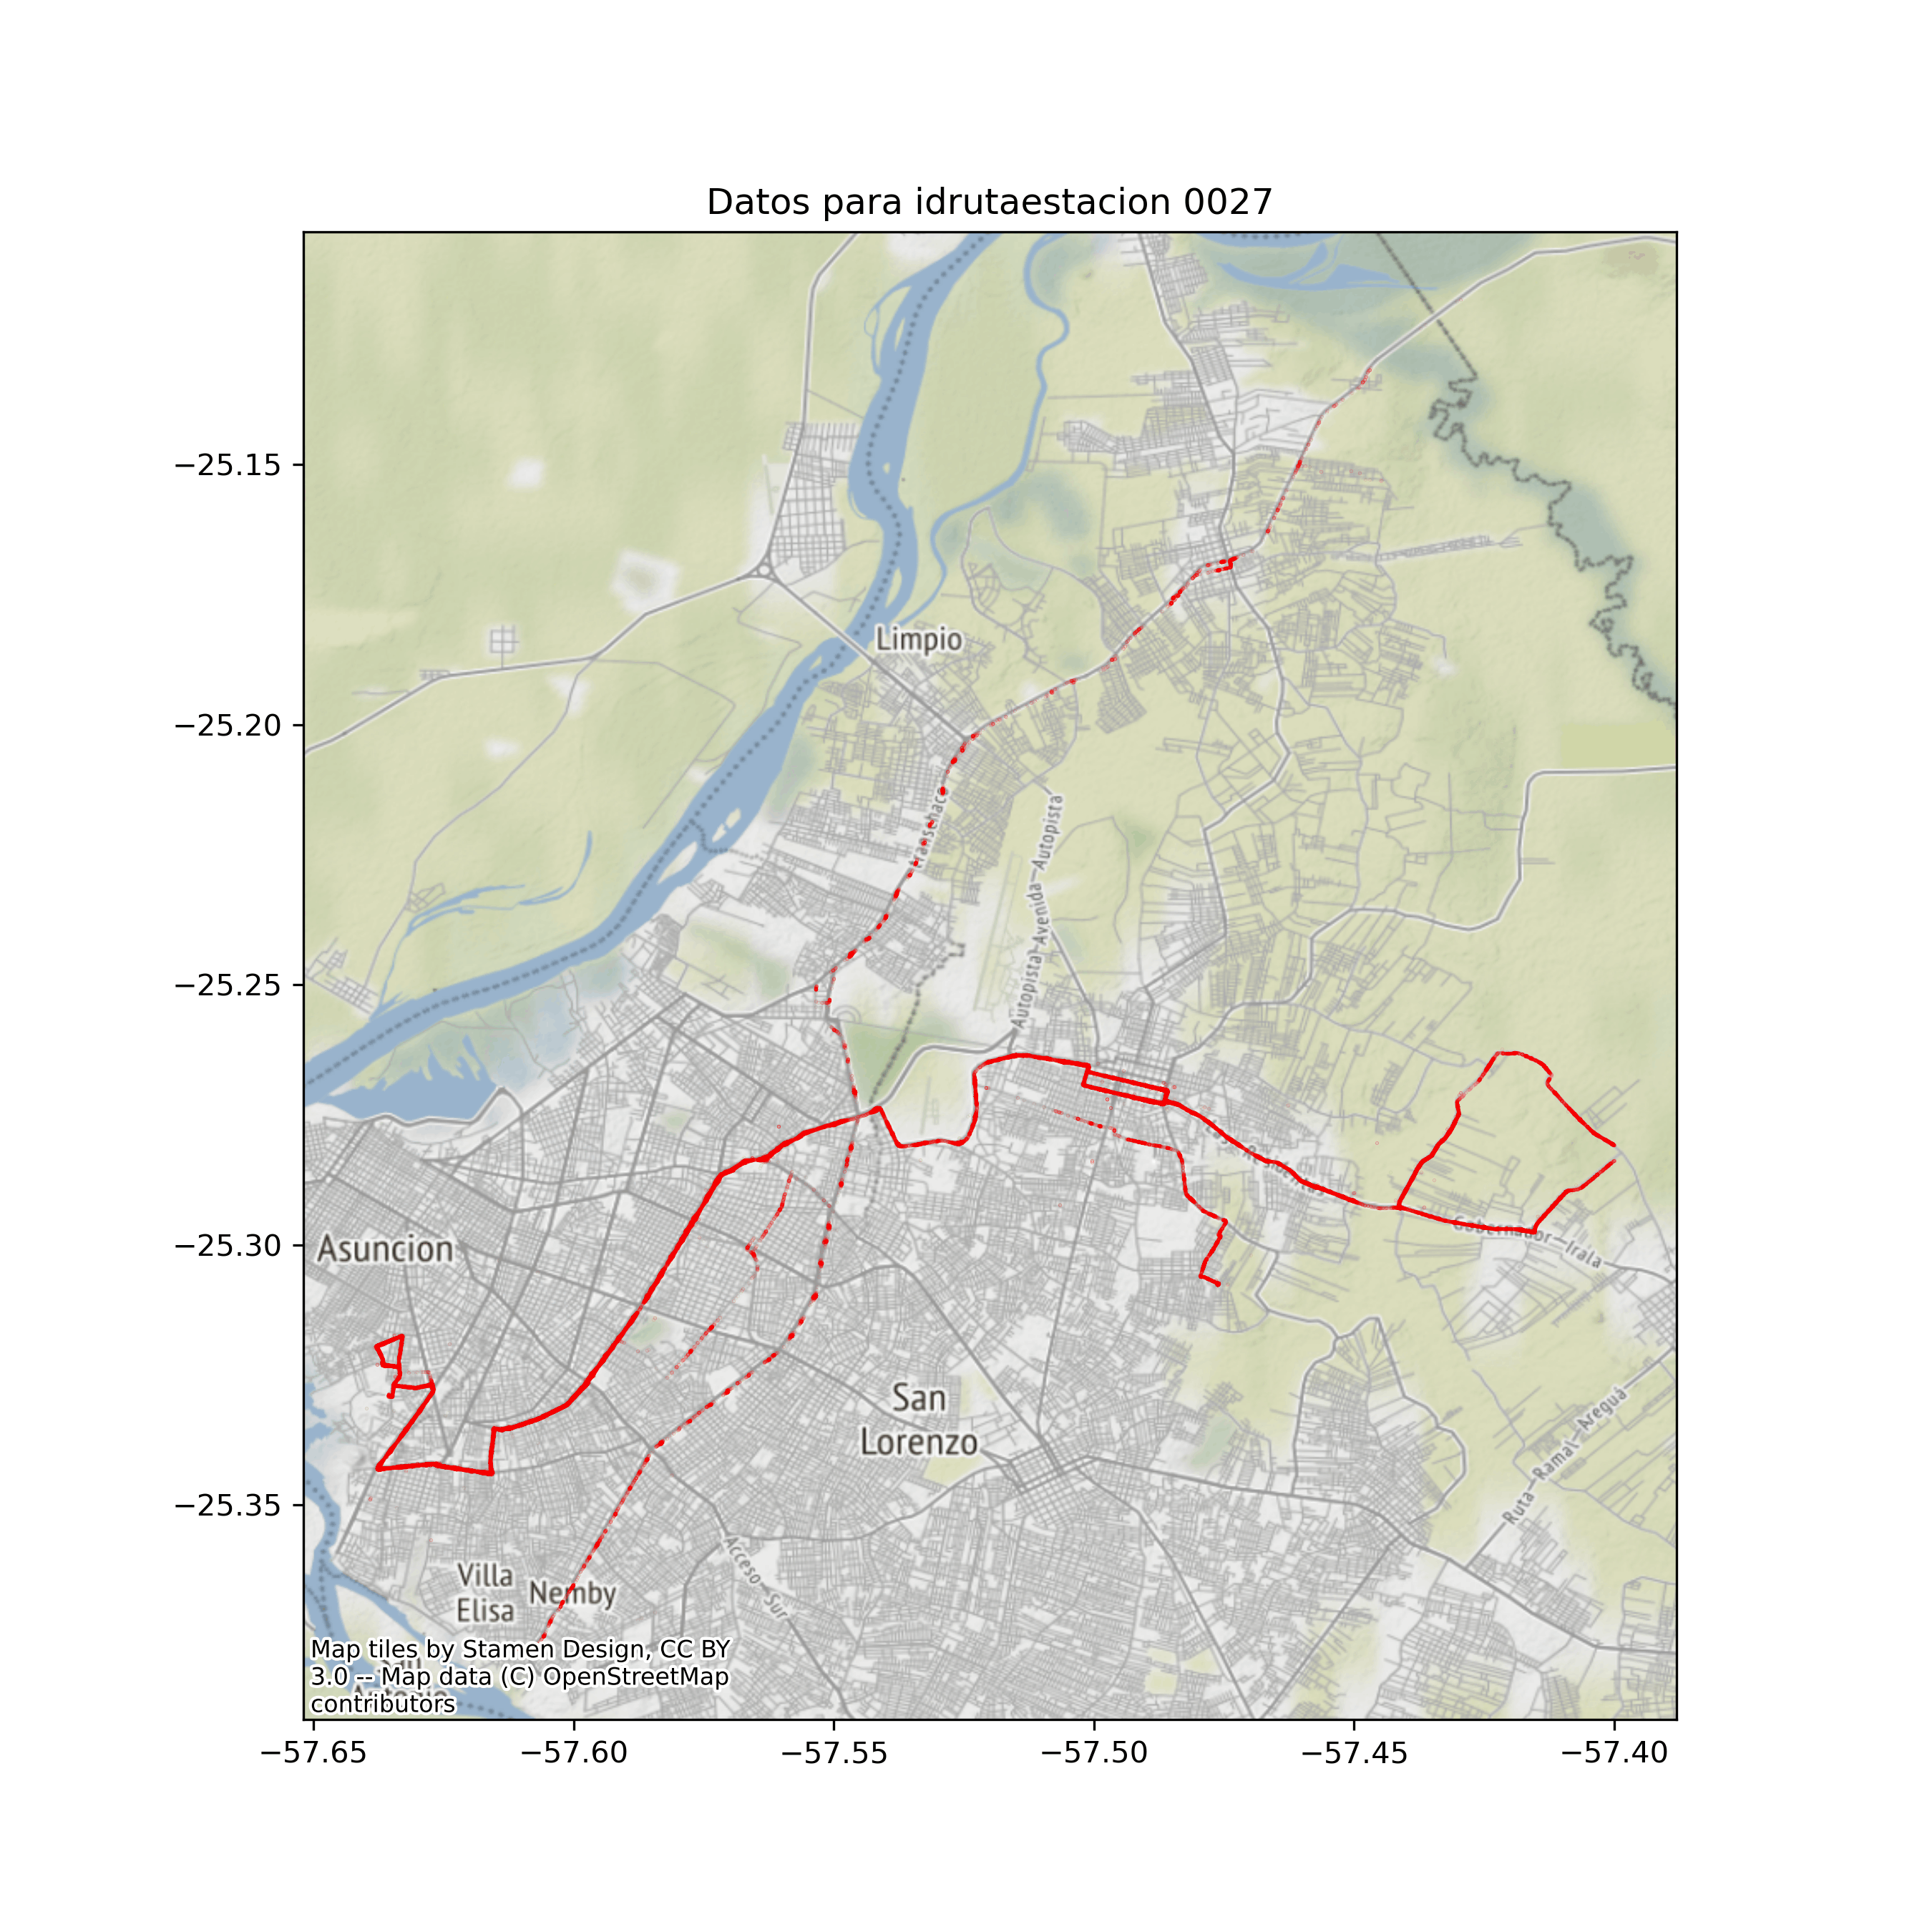 Datos para idrutaestacion 0027
−25.15
Limpio
−25.20
Transchaco
Autopista Avenida Autopista
−25.25
Gobernador Irala
−25.30
Asuncion
San
Lorenzo
Ruta Ramal Aregua
−25.35
Acceso Sur
Villa
Elisa
Nemby
Map tiles by Stamen Design, CC BY
3.0 -- Map data (C) OpenStreetMap
contributors
−57.65
−57.60
−57.55
−57.50
−57.45
−57.40